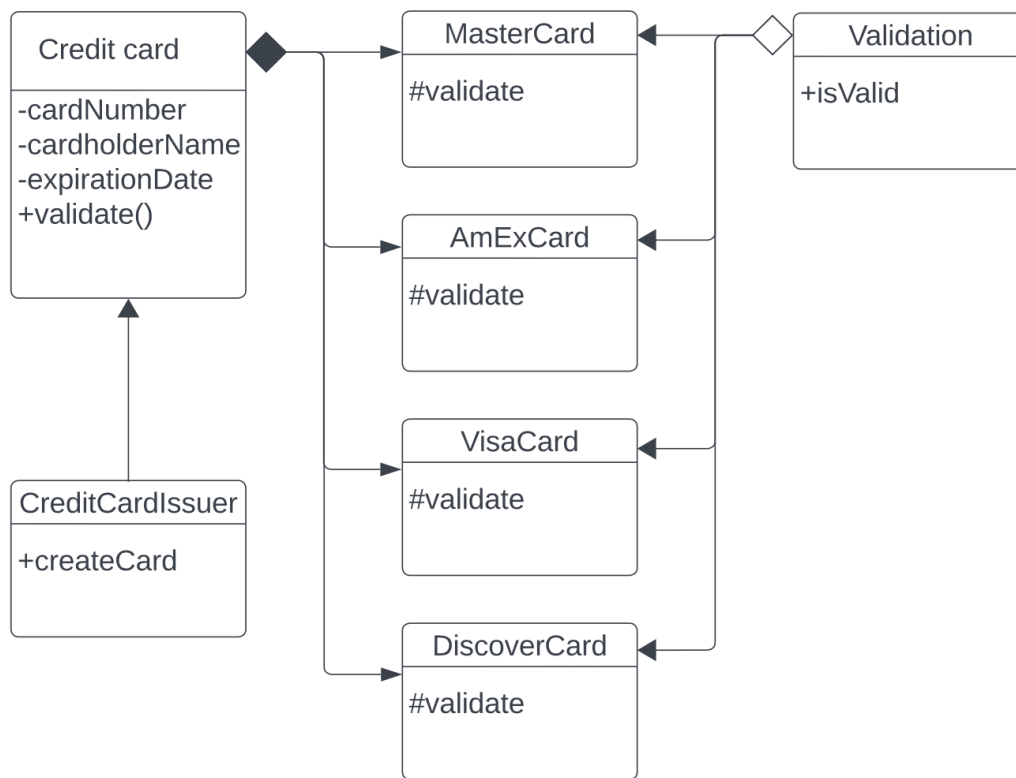 Credit card
-cardNumber
-cardholderName
-expirationDate
+validate()
CreditCardIssuer
+createCard
MasterCard
#validate
AmExCard
#validate
VisaCard
#validate
DiscoverCard
#validate
Validation
+isValid